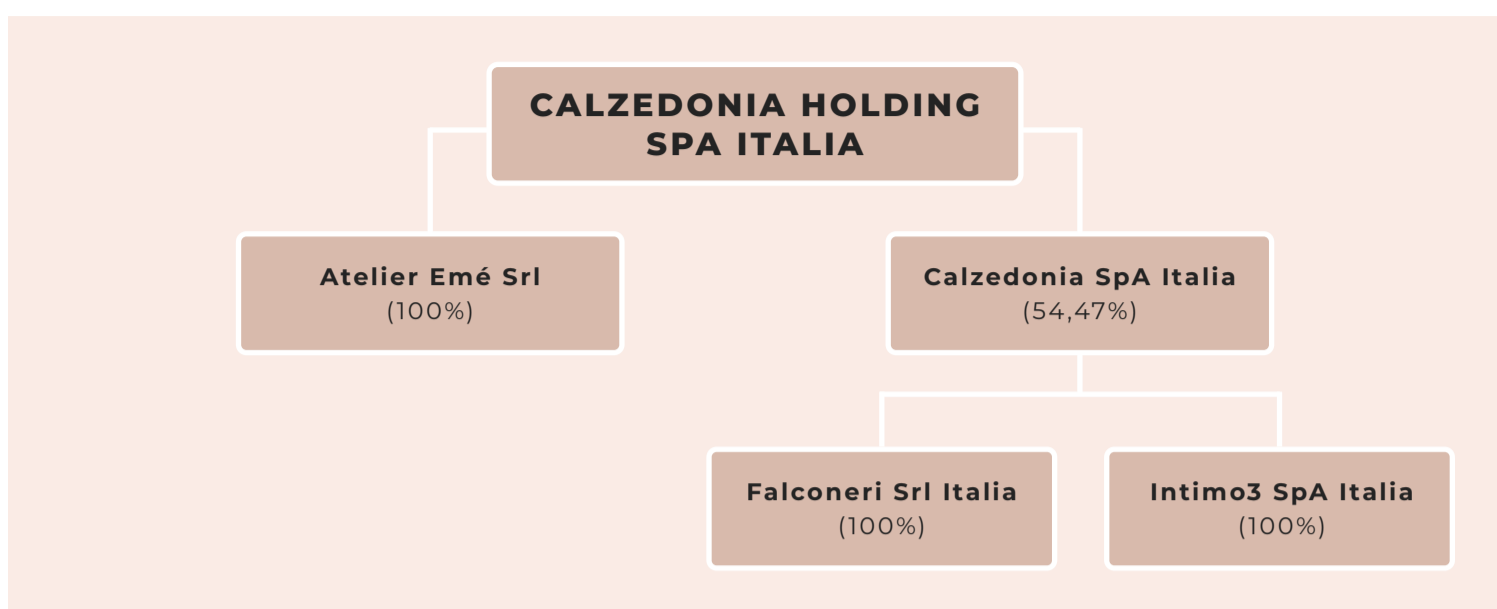 CALZEDONIA HOLDING
SPA ITALIA
Atelier Emé Srl
(100%)
Calzedonia SpA Italia
(54,47%)
Falconeri Srl Italia
(100%)
Intimo3 SpA Italia
(100%)